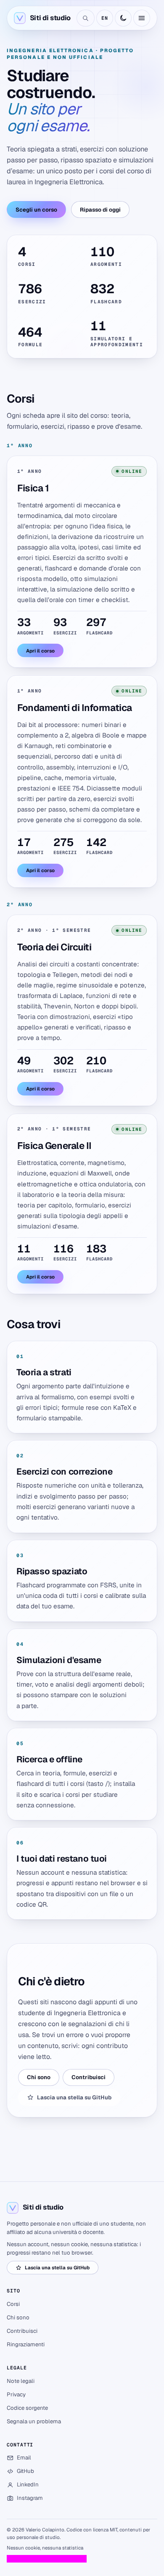 Siti di studio
EN
INGEGNERIA ELETTRONICA · PROGETTO
PERSONALE E NON UFFICIALE
Studiare
costruendo.
Un sito per
ogni esame.
Teoria spiegata a strati, esercizi con soluzione
passo per passo, ripasso spaziato e simulazioni
d'esame: un unico posto per ogni corso del corso di
laurea in Ingegneria Elettronica.
Scegli un corso
Ripasso di oggi
4
CORSI
110
ARGOMENTI
786
ESERCIZI
832
FLASHCARD
464
FORMULE
11
SIMULATORI E
APPROFONDIMENTI
Corsi
Ogni scheda apre il sito del corso: teoria,
formulario, esercizi, ripasso e prove d'esame.
1º ANNO
1º ANNO
ONLINE
Fisica 1
Trentatré argomenti di meccanica e
termodinamica, dal moto circolare
all'entropia: per ognuno l'idea fisica, le
definizioni, la derivazione da ricostruire un
passaggio alla volta, ipotesi, casi limite ed
errori tipici. Esercizi da scritto svolti e
generati, flashcard e domande d'orale con
risposta modello, otto simulazioni
interattive, la simulazione dello scritto e
quella dell'orale con timer e checklist.
33
ARGOMENTI
93
ESERCIZI
297
FLASHCARD
Apri il corso
1º ANNO
ONLINE
Fondamenti di Informatica
Dai bit al processore: numeri binari e
complemento a 2, algebra di Boole e mappe
di Karnaugh, reti combinatorie e
sequenziali, percorso dati e unità di
controllo, assembly, interruzioni e I/O,
pipeline, cache, memoria virtuale,
prestazioni e IEEE 754. Diciassette moduli
scritti per partire da zero, esercizi svolti
passo per passo, schemi da completare e
prove generate che si correggono da sole.
17
ARGOMENTI
275
ESERCIZI
142
FLASHCARD
Apri il corso
2º ANNO
2º ANNO · 1º SEMESTRE
ONLINE
Teoria dei Circuiti
Analisi dei circuiti a costanti concentrate:
topologia e Tellegen, metodi dei nodi e
delle maglie, regime sinusoidale e potenze,
trasformata di Laplace, funzioni di rete e
stabilità, Thevenin, Norton e doppi bipoli.
Teoria con dimostrazioni, esercizi «tipo
appello» generati e verificati, ripasso e
prove a tempo.
49
ARGOMENTI
302
ESERCIZI
210
FLASHCARD
Apri il corso
2º ANNO · 1º SEMESTRE
ONLINE
Fisica Generale II
Elettrostatica, corrente, magnetismo,
induzione, equazioni di Maxwell, onde
elettromagnetiche e ottica ondulatoria, con
il laboratorio e la teoria della misura:
teoria per capitolo, formulario, esercizi
guidati sulla tipologia degli appelli e
simulazioni d'esame.
11
ARGOMENTI
116
ESERCIZI
183
FLASHCARD
Apri il corso
Cosa trovi
01
Teoria a strati
Ogni argomento parte dall'intuizione e
arriva al formalismo, con esempi svolti e
gli errori tipici; formule rese con KaTeX e
formulario stampabile.
02
Esercizi con correzione
Risposte numeriche con unità e tolleranza,
indizi e svolgimento passo per passo;
molti esercizi generano varianti nuove a
ogni tentativo.
03
Ripasso spaziato
Flashcard programmate con FSRS, unite in
un'unica coda di tutti i corsi e calibrate sulla
data del tuo esame.
04
Simulazioni d'esame
Prove con la struttura dell'esame reale,
timer, voto e analisi degli argomenti deboli;
si possono stampare con le soluzioni
a parte.
05
Ricerca e offline
Cerca in teoria, formule, esercizi e
flashcard di tutti i corsi (tasto /); installa
il sito e scarica i corsi per studiare
senza connessione.
06
I tuoi dati restano tuoi
Nessun account e nessuna statistica:
progressi e appunti restano nel browser e si
spostano tra dispositivi con un file o un
codice QR.
Chi c'è dietro
Questi siti nascono dagli appunti di uno
studente di Ingegneria Elettronica e
crescono con le segnalazioni di chi li
usa. Se trovi un errore o vuoi proporre
un contenuto, scrivici: ogni contributo
viene letto.
Chi sono
Contribuisci
Lascia una stella su GitHub
Siti di studio
Progetto personale e non ufficiale di uno studente, non
affiliato ad alcuna università o docente.
Nessun account, nessun cookie, nessuna statistica: i
progressi restano nel tuo browser.
Lascia una stella su GitHub
SITO
Corsi
Chi sono
Contribuisci
Ringraziamenti
LEGALE
Note legali
Privacy
Codice sorgente
Segnala un problema
CONTATTI
Email
GitHub
LinkedIn
Instagram
© 2026 Valerio Colapinto. Codice con licenza MIT, contenuti per
uso personale di studio.
Nessun cookie, nessuna statistica